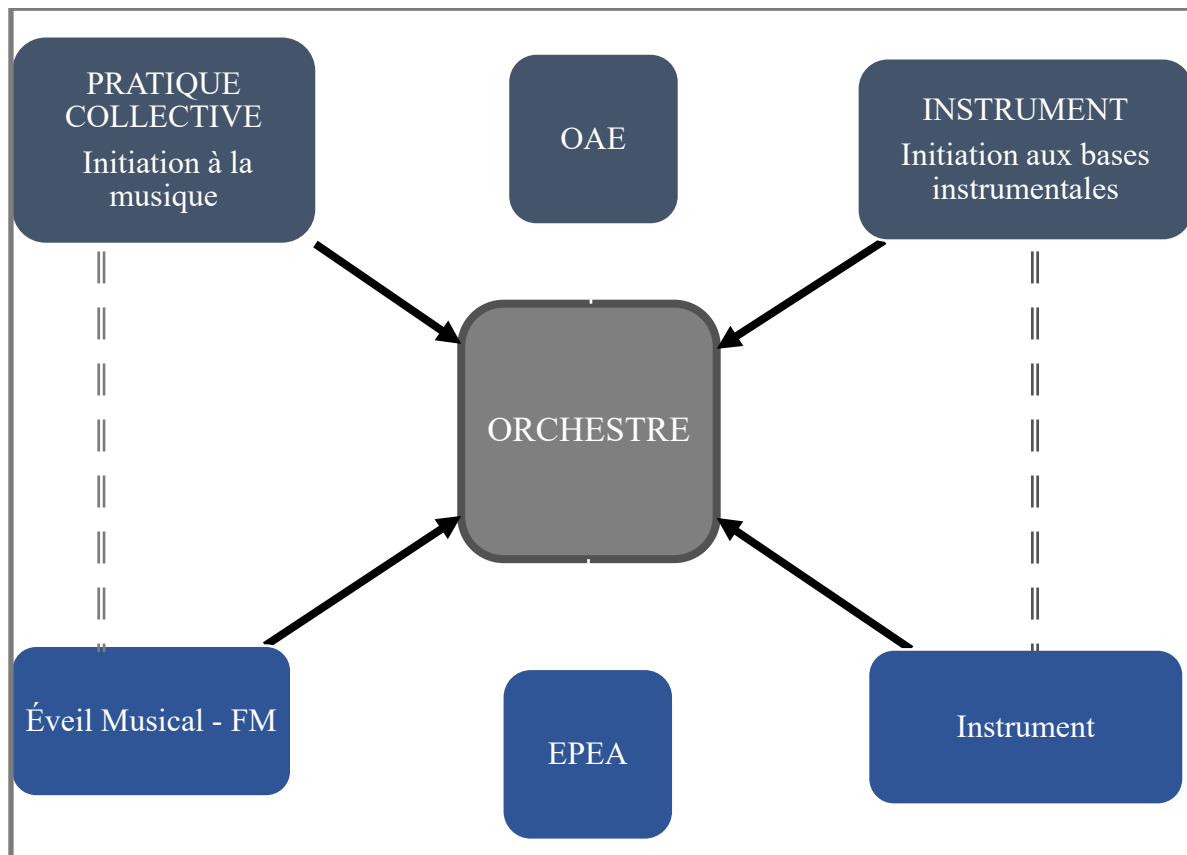 PRATIQUE
COLLECTIVE
Initiation à la
musique
OAE
INSTRUMENT
Initiation aux bases
instrumentales
ORCHESTRE
Éveil Musical - FM
EPEA
Instrument